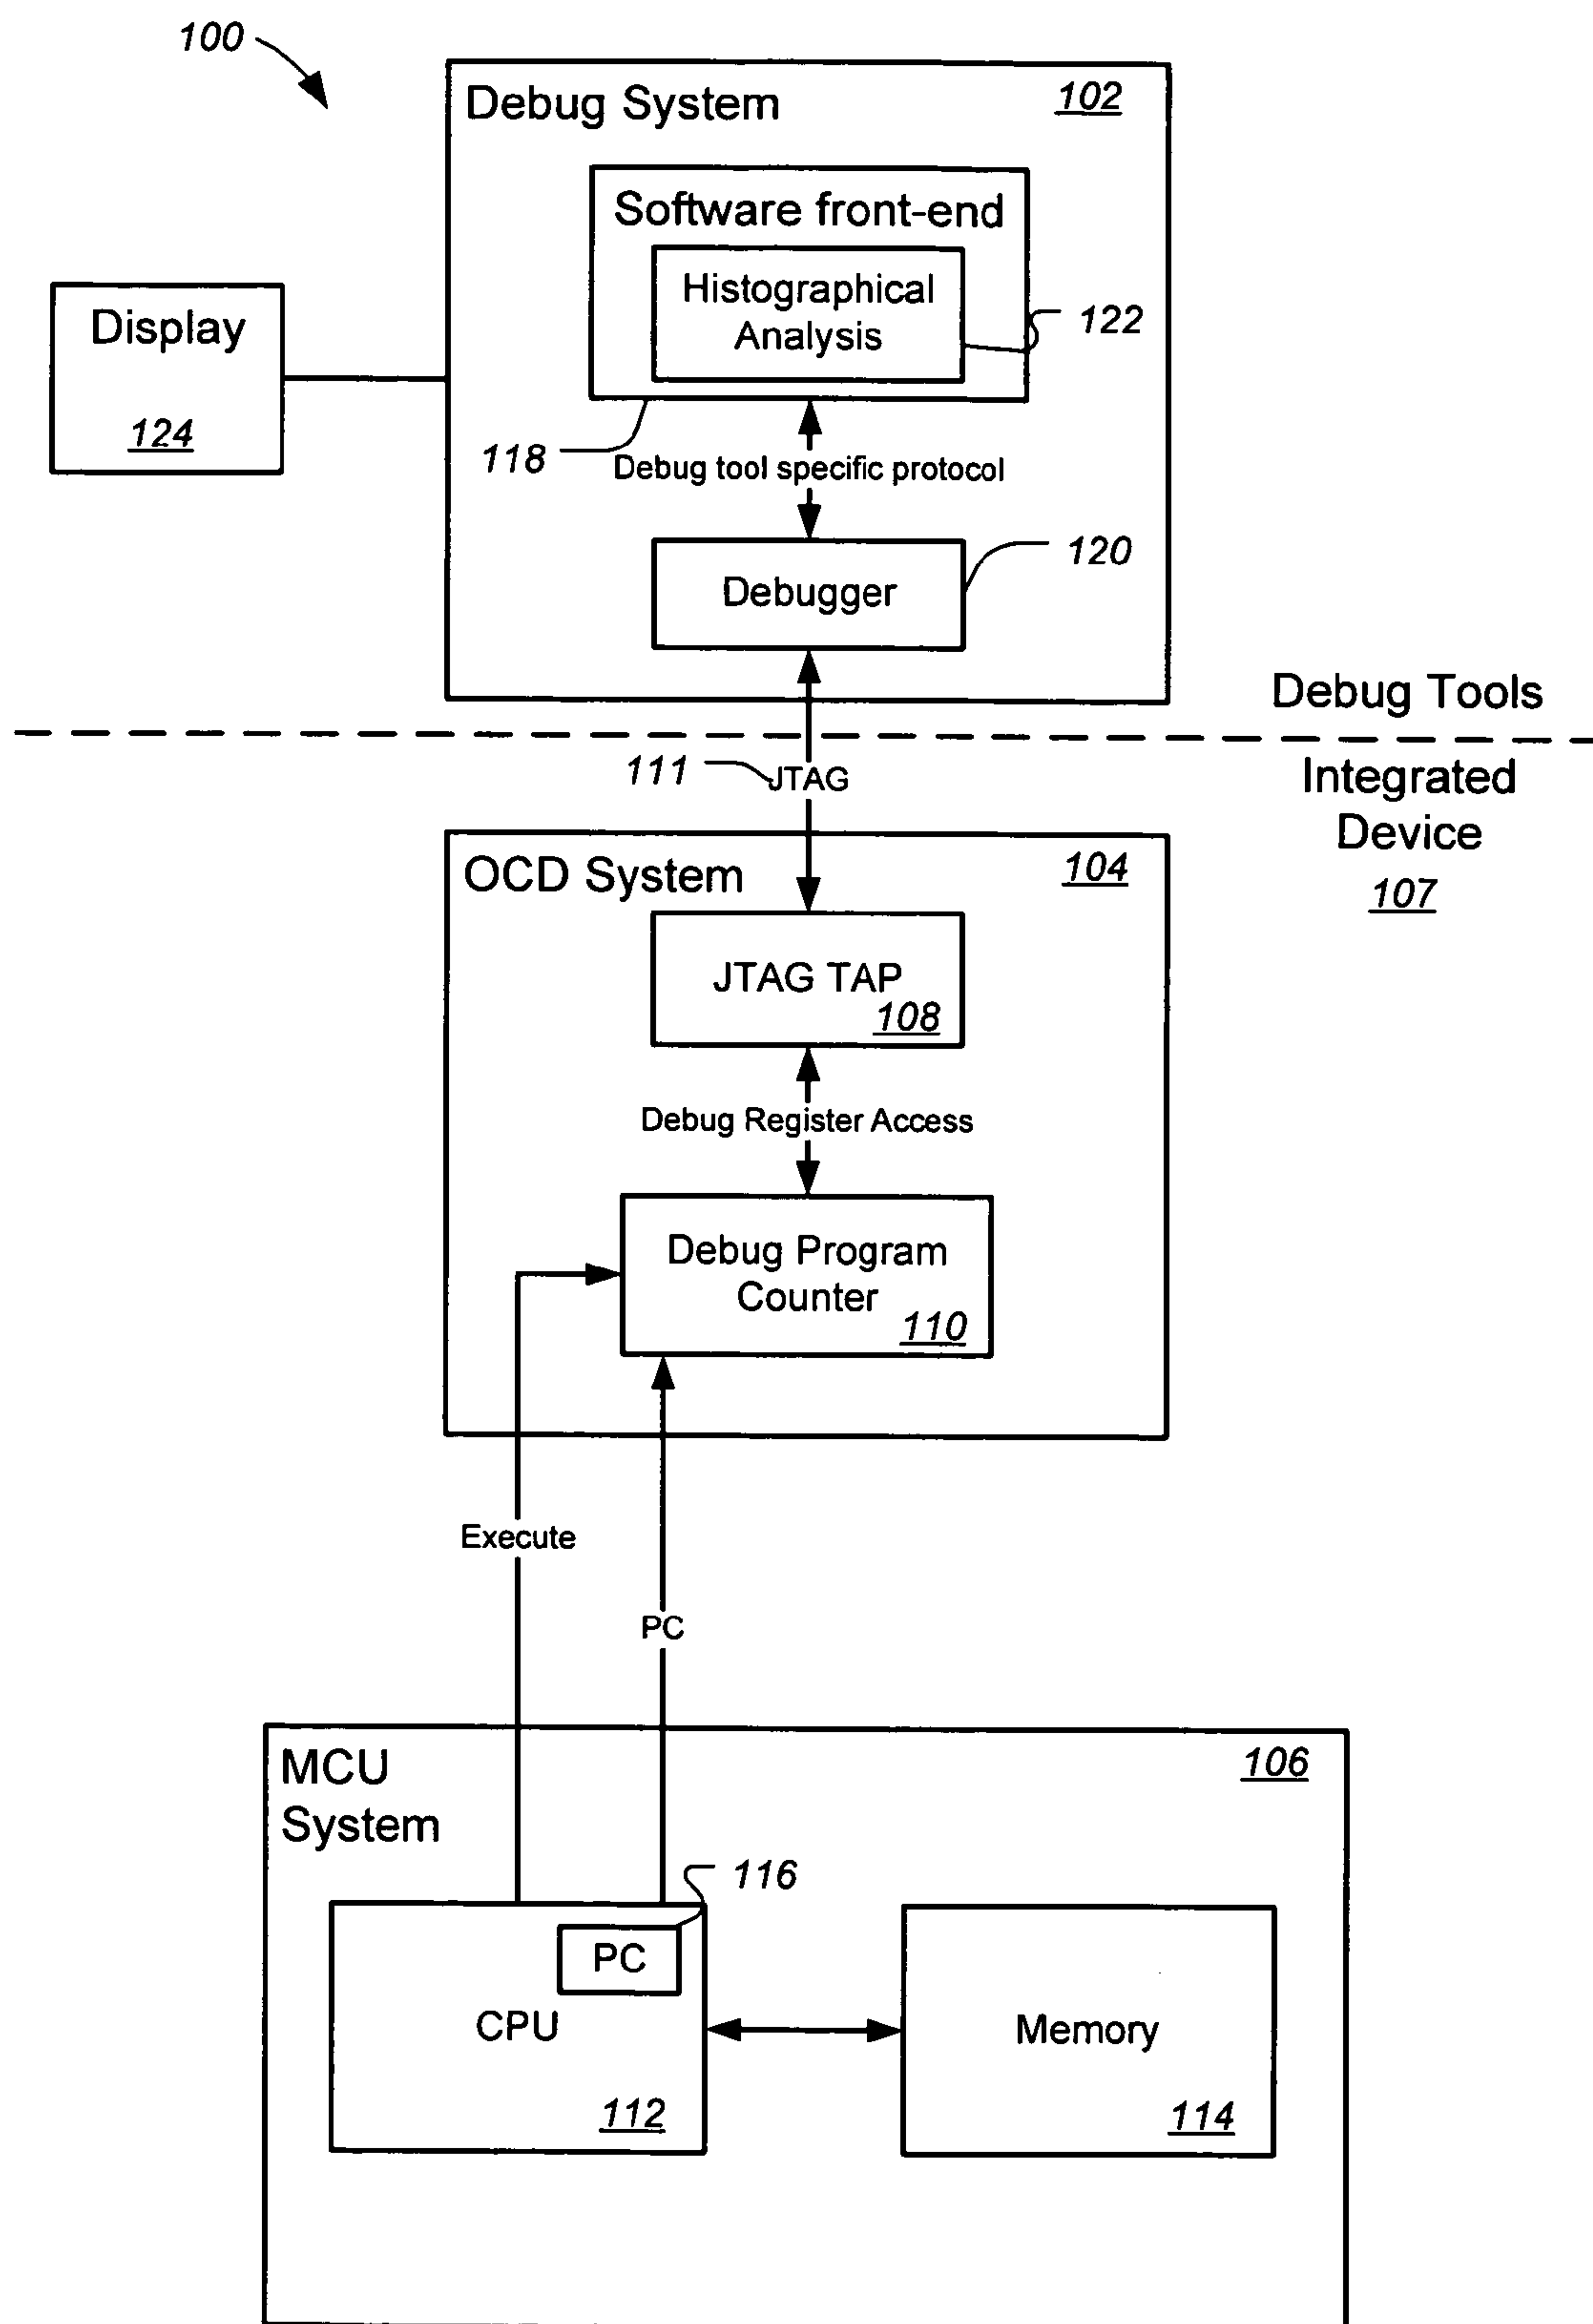 100
Debug System
102
Software front-end
Histographical
Analysis
122
Display
124
118
Debug tool specific protocol
120
Debugger
Debug Tools
111
JTAG
Integrated
Device
107
OCD System
104
JTAG TAP
108
Debug Register Access
Debug Program
Counter
110
Execute
PC
MCU
System
106
116
PC
CPU
112
Memory
114